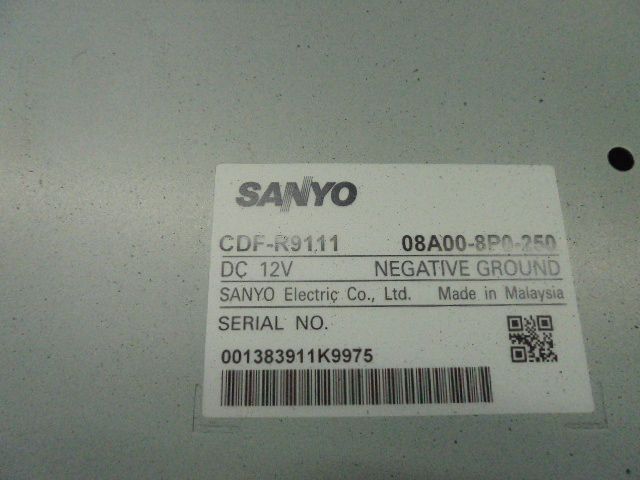 SANYO
CDF-R9111 08A00-8P0-250
DC 12V NEGATIVE GROUND
SANYO Electric Co., Ltd. Made in Malaysia
SERIAL NO.
001383911K9975